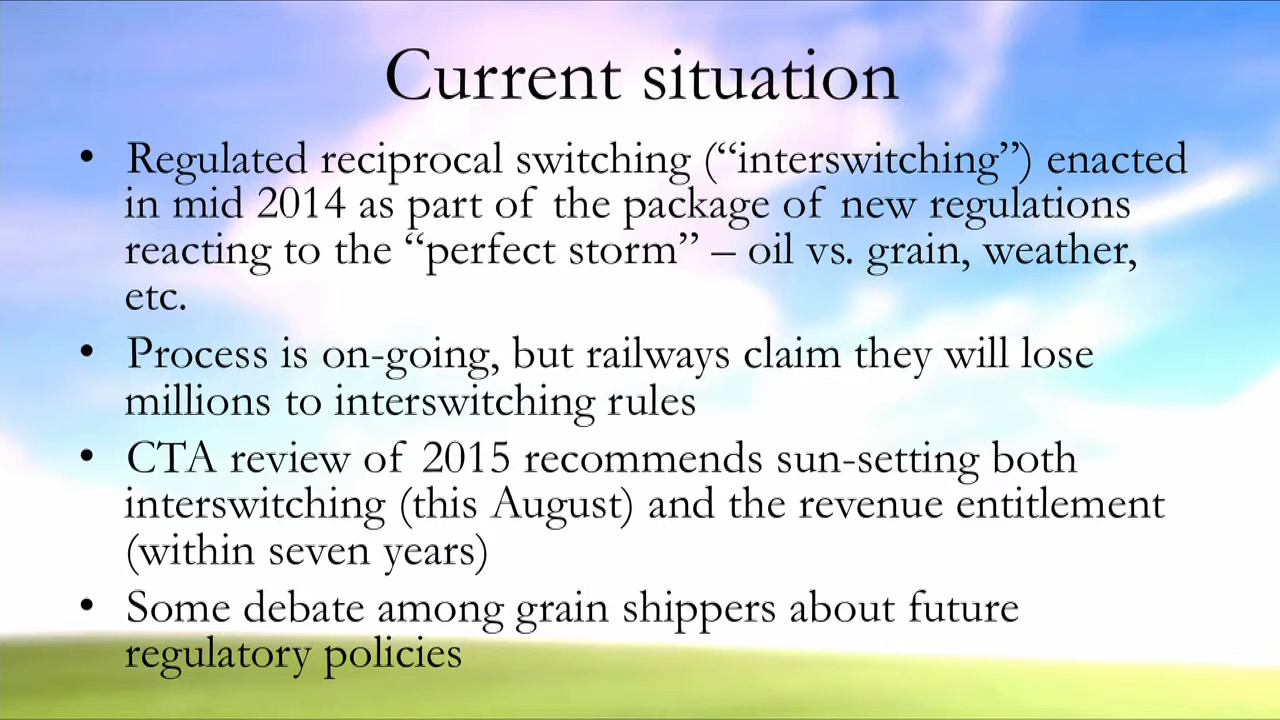 Current situation
• Regulated reciprocal switching (“interswitching”) enacted
in mid 2014 as part of the package of new regulations
reacting to the “perfect storm” – oil vs. grain, weather,
etc.
• Process is on-going, but railways claim they will lose
millions to interswitching rules
• CTA review of 2015 recommends sun-setting both
interswitching (this August) and the revenue entitlement
(within seven years)
• Some debate among grain shippers about future
regulatory policies